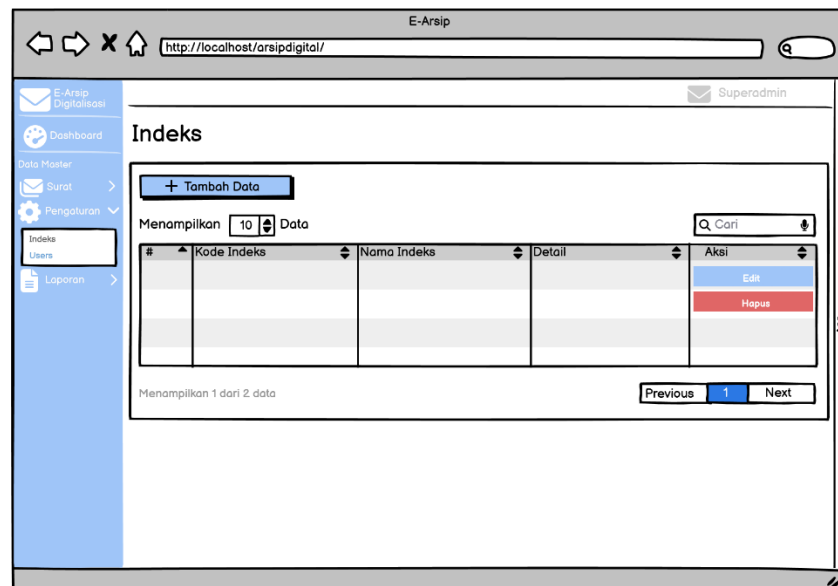 E-Arsip
http://localhost/arsipdigital/
E-Arsip
Digitalisasi
Superadmin
Dashboard
Indeks
Data Master
Surat
Pengaturan
Indeks
Users
Laporan
+ Tambah Data
Menampilkan 10 Data
Cari
# Kode Indeks Nama Indeks Detail Aksi
Edit
Hapus
Menampilkan 1 dari 2 data
Previous 1 Next